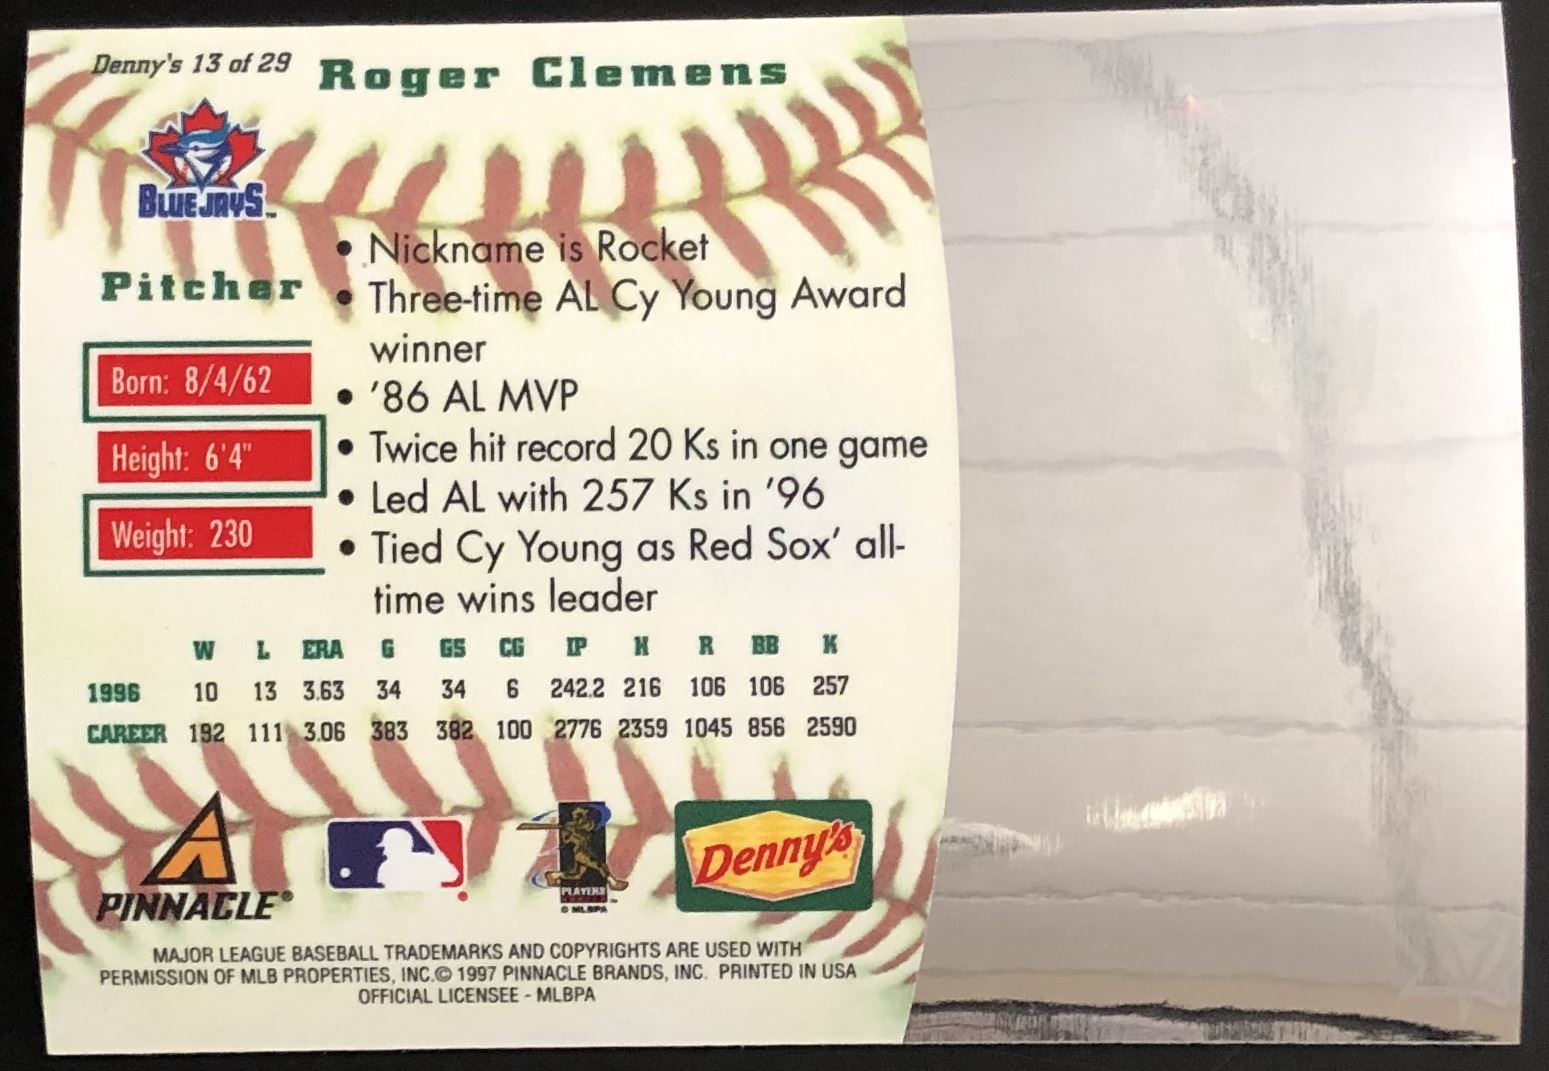 Denny's 13 of 29
Roger Clemens
BLUE JAYS™
Pitcher
Born: 8/4/62
Height: 6'4"
Weight: 230
• Nickname is Rocket
• Three-time AL Cy Young Award
winner
• '86 AL MVP
• Twice hit record 20 Ks in one game
• Led AL with 257 Ks in '96
• Tied Cy Young as Red Sox' all-
time wins leader
W L ERA G GS CG IP H R BB K
1996 10 13 3.63 34 34 6 242.2 216 106 106 257
CAREER 192 111 3.06 383 382 100 2776 2359 1045 856 2590
PINNACLE®
PLAYERS
© MLBPA
Denny's
MAJOR LEAGUE BASEBALL TRADEMARKS AND COPYRIGHTS ARE USED WITH
PERMISSION OF MLB PROPERTIES, INC.© 1997 PINNACLE BRANDS, INC. PRINTED IN USA
OFFICIAL LICENSEE - MLBPA